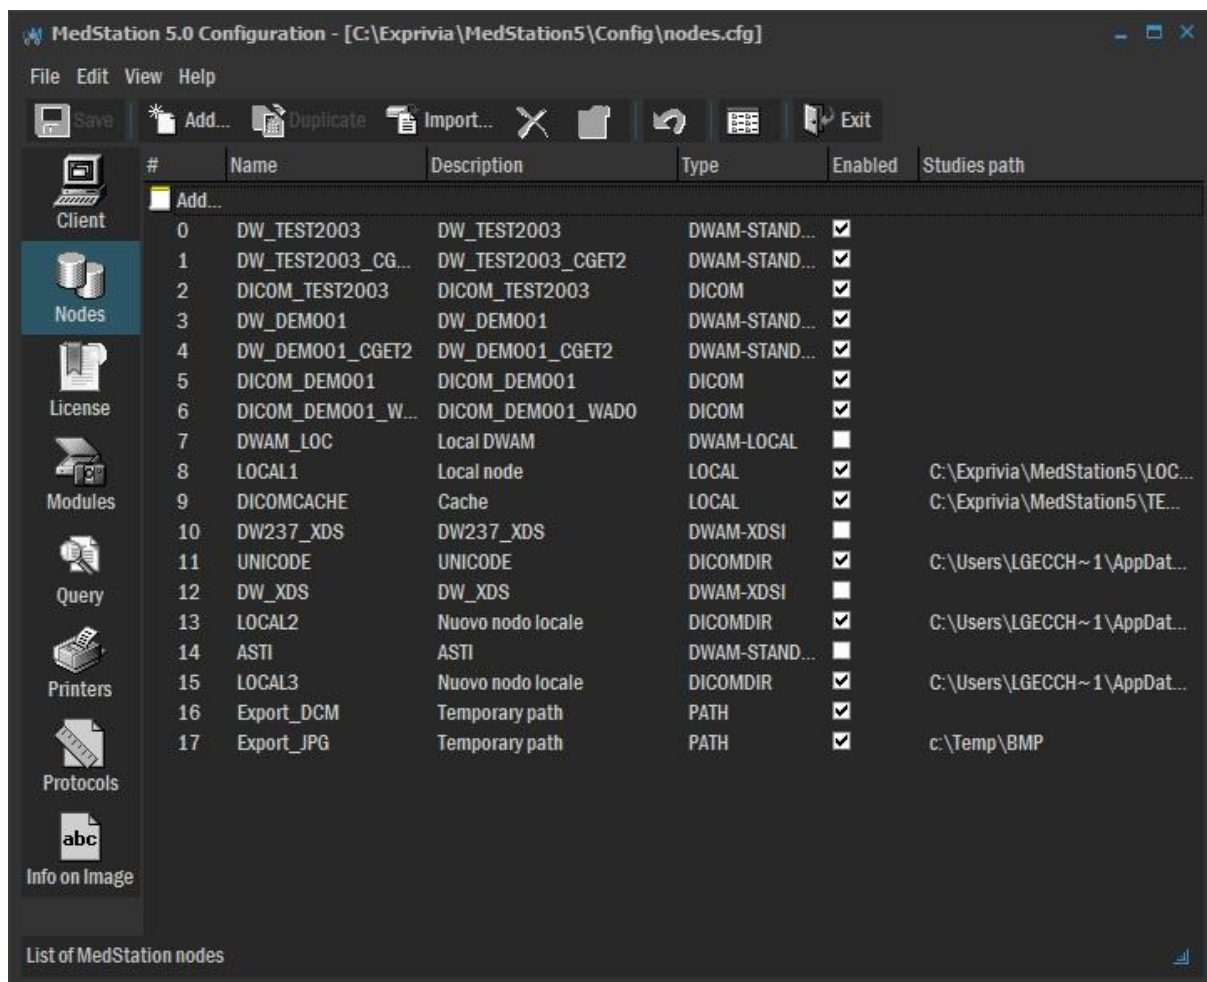 MedStation 5.0 Configuration - [C:\Exprivia\MedStation5\Config\nodes.cfg]
File Edit View Help
Save Add... Duplicate Import... Exit
# Name Description Type Enabled Studies path
Add...
0 DW_TEST2003 DW_TEST2003 DWAM-STAND...
1 DW_TEST2003_CG... DW_TEST2003_CGET2 DWAM-STAND...
2 DICOM_TEST2003 DICOM_TEST2003 DICOM
3 DW_DEMO01 DW_DEMO01 DWAM-STAND...
4 DW_DEMO01_CGET2 DW_DEMO01_CGET2 DWAM-STAND...
5 DICOM_DEMO01 DICOM_DEMO01 DICOM
6 DICOM_DEMO01_W... DICOM_DEMO01_WADO DICOM
7 DWAM_LOC Local DWAM DWAM-LOCAL
8 LOCAL1 Local node LOCAL C:\Exprivia\MedStation5\LOC...
9 DICOMCACHE Cache LOCAL C:\Exprivia\MedStation5\TE...
10 DW237_XDS DW237_XDS DWAM-XDSI
11 UNICODE UNICODE DICOMDIR C:\Users\LGECCH~1\AppDat...
12 DW_XDS DW_XDS DWAM-XDSI
13 LOCAL2 Nuovo nodo locale DICOMDIR C:\Users\LGECCH~1\AppDat...
14 ASTI ASTI DWAM-STAND...
15 LOCAL3 Nuovo nodo locale DICOMDIR C:\Users\LGECCH~1\AppDat...
16 Export_DCM Temporary path PATH
17 Export_JPG Temporary path PATH c:\Temp\BMP
Client
Nodes
License
Modules
Query
Printers
Protocols
abc
Info on Image
List of MedStation nodes